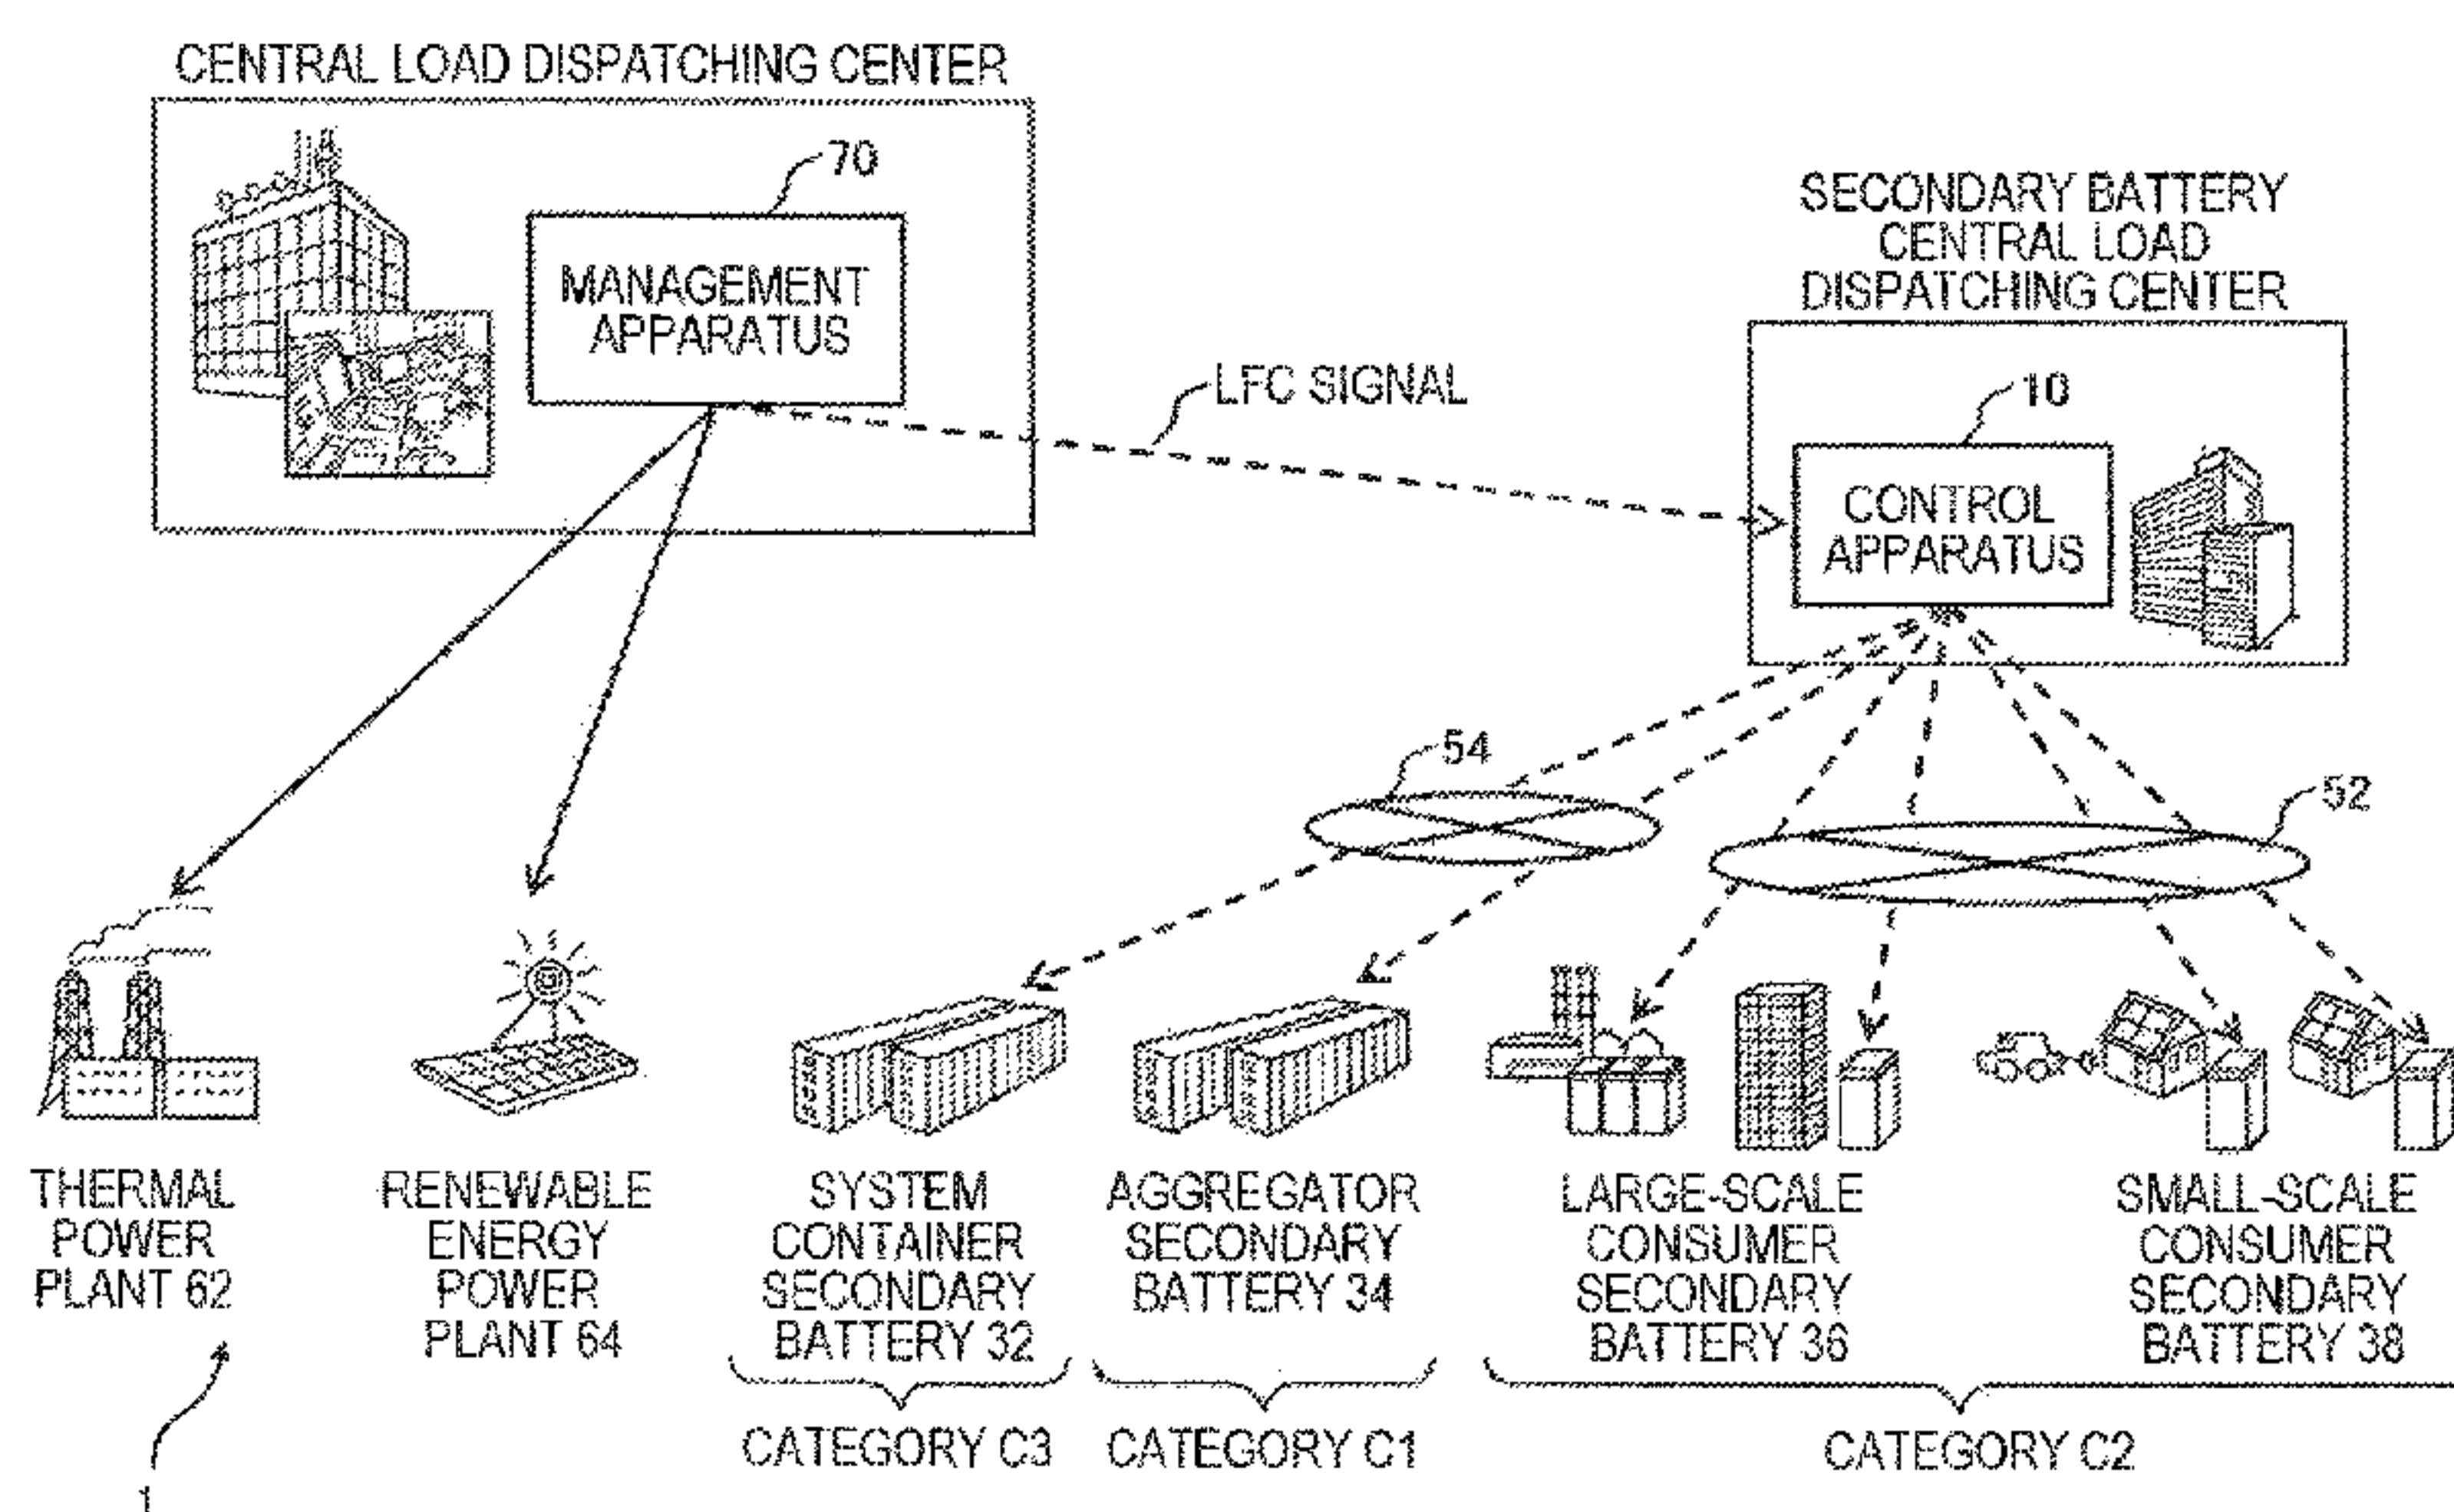 CENTRAL LOAD DISPATCHING CENTER
70
MANAGEMENT
APPARATUS
SECONDARY BATTERY
CENTRAL LOAD
DISPATCHING CENTER
LFC SIGNAL
10
CONTROL
APPARATUS
54
52
THERMAL
POWER
PLANT 62
RENEWABLE
ENERGY
POWER
PLANT 64
SYSTEM
CONTAINER
SECONDARY
BATTERY 32
AGGREGATOR
SECONDARY
BATTERY 34
LARGE-SCALE
CONSUMER
SECONDARY
BATTERY 36
SMALL-SCALE
CONSUMER
SECONDARY
BATTERY 38
CATEGORY C3
CATEGORY C1
CATEGORY C2
1